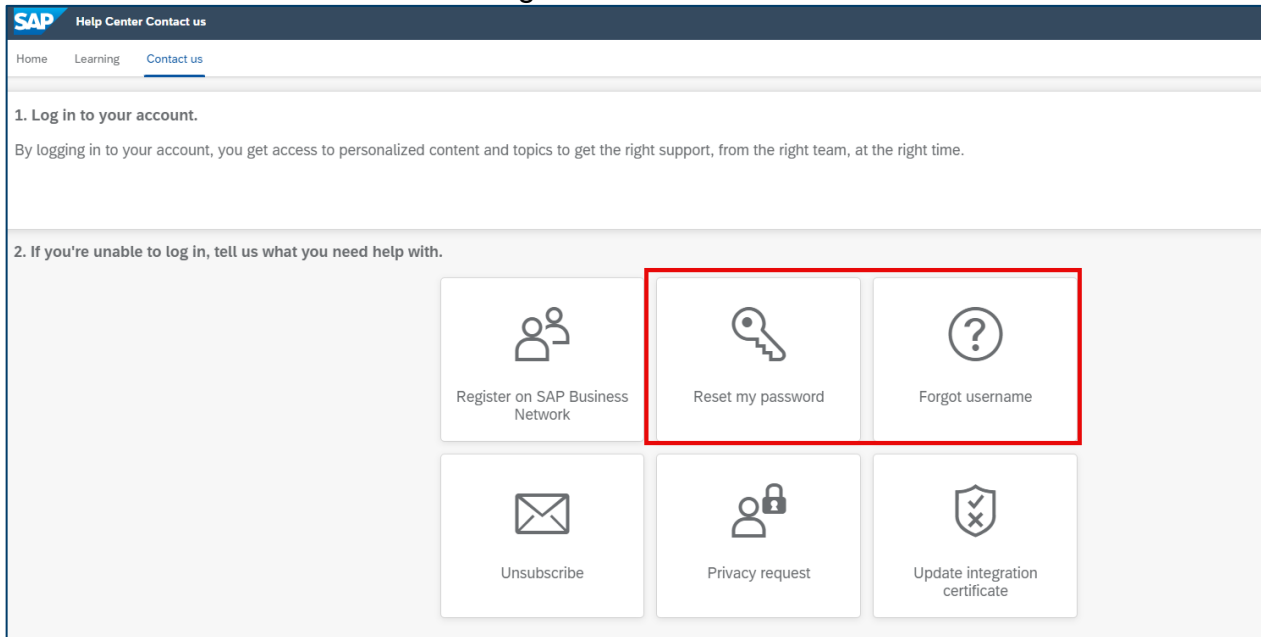 SAP Help Center Contact us
Home Learning Contact us
1. Log in to your account.
By logging in to your account, you get access to personalized content and topics to get the right support, from the right team, at the right time.
2. If you're unable to log in, tell us what you need help with.
Register on SAP Business
Network
Reset my password
Forgot username
Unsubscribe
Privacy request
Update integration
certificate